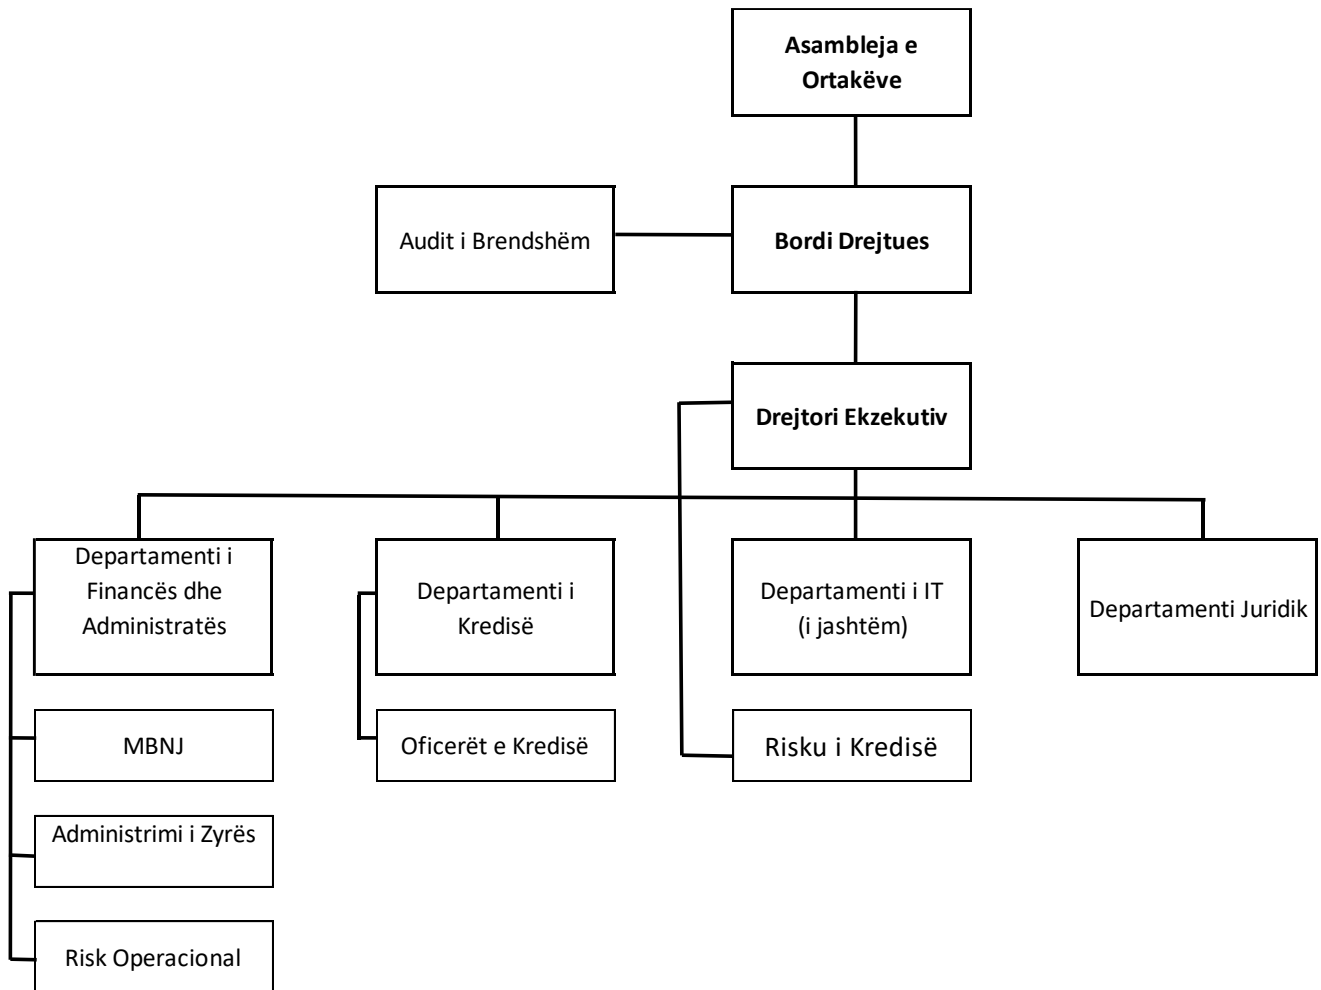 Asambleja e
Ortakëve
Audit i Brendshëm
Bordi Drejtues
Drejtori Ekzekutiv
Departamenti i
Financës dhe
Administratës
Departamenti i
Kredisë
Departamenti i IT
(i jashtëm)
Departamenti Juridik
MBNJ
Oficerët e Kredisë
Risku i Kredisë
Administrimi i Zyrës
Risk Operacional